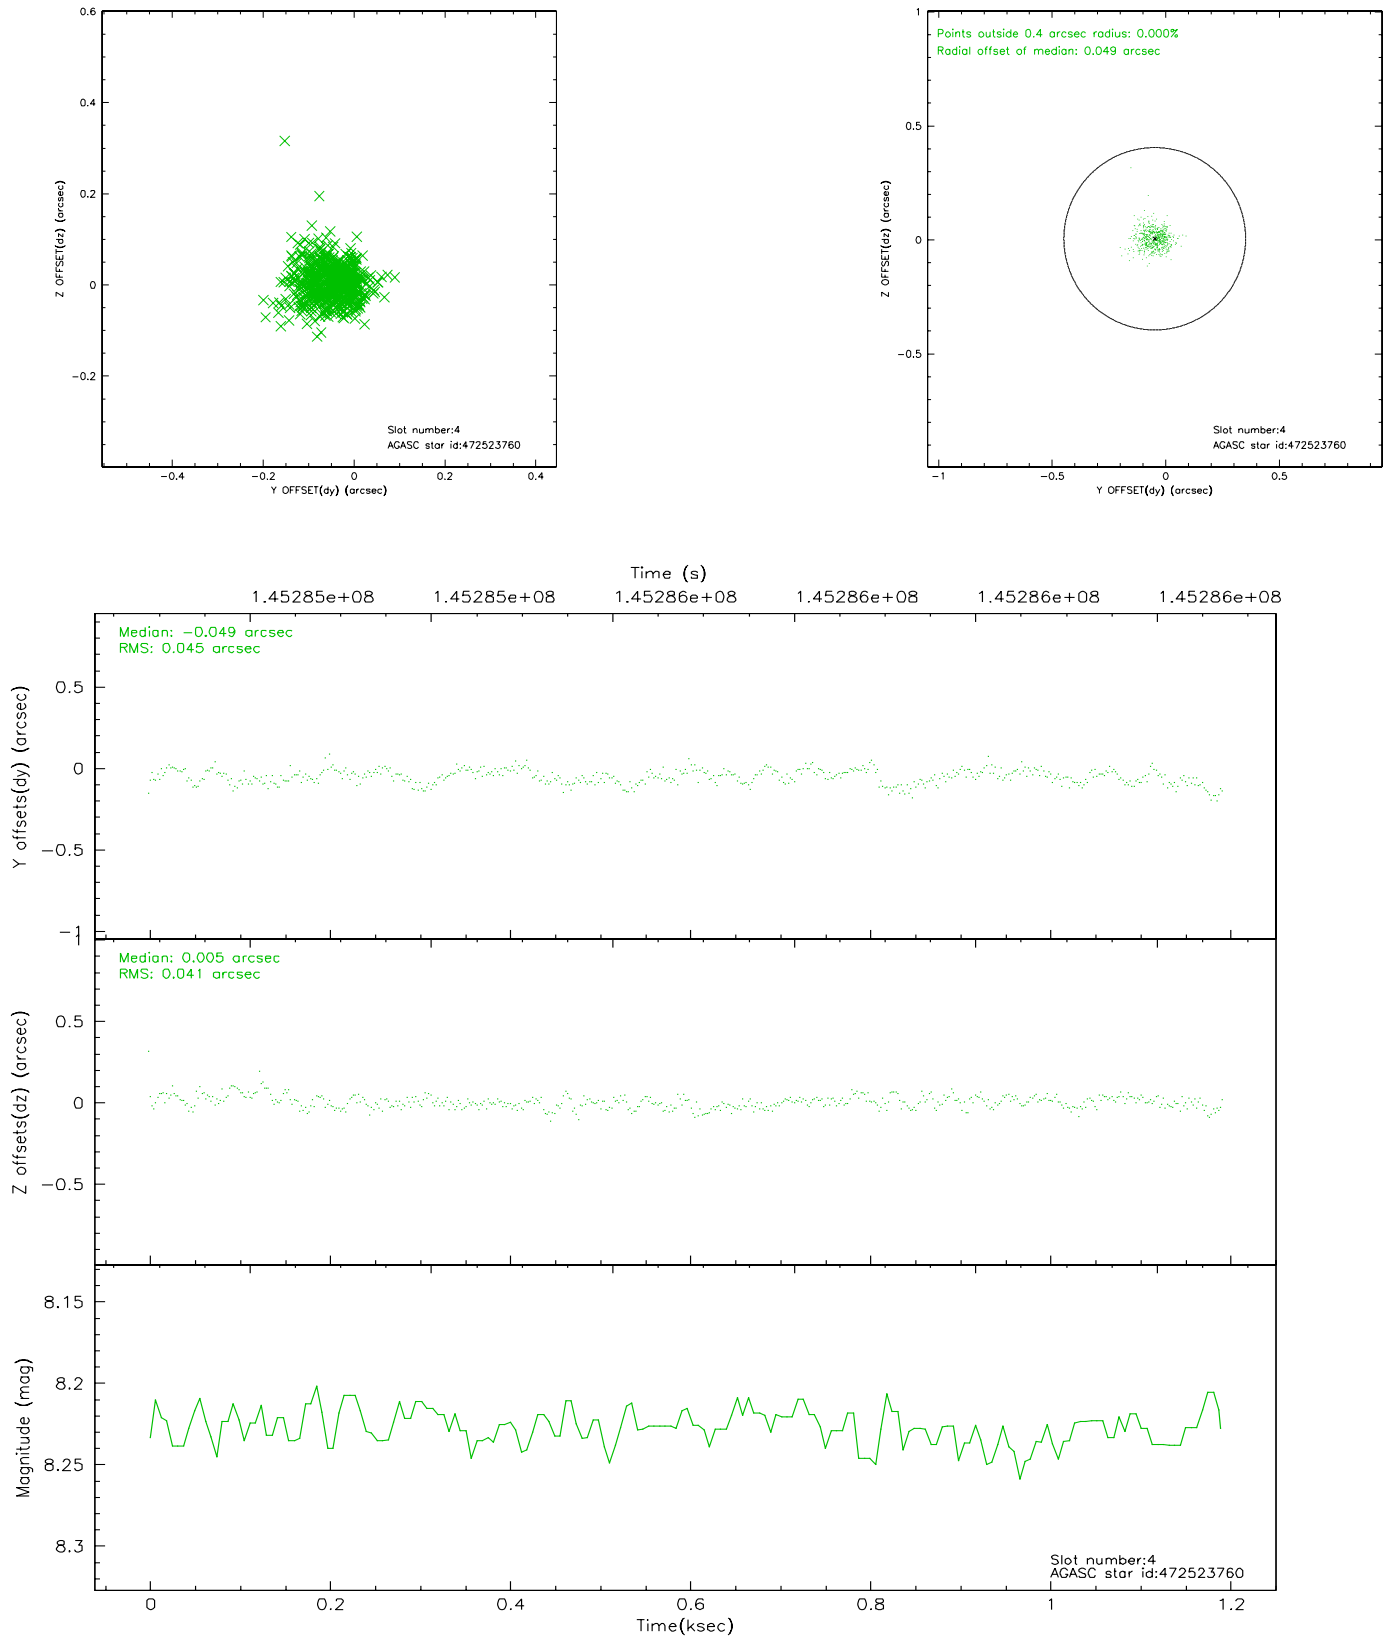 0.6
0.4
0.2
0
−0.2
Z OFFSET(dz) (arcsec)
Slot number:4
AGASC star id:472523760
−0.4 −0.2 0 0.2 0.4
Y OFFSET(dy) (arcsec)
1
0.5
0
−0.5
Z OFFSET(dz) (arcsec)
Points outside 0.4 arcsec radius: 0.000%
Radial offset of median: 0.049 arcsec
Slot number:4
AGASC star id:472523760
−1 −0.5 0 0.5
Y OFFSET(dy) (arcsec)
Time (s)
1.45285e+08 1.45285e+08 1.45286e+08 1.45286e+08 1.45286e+08 1.45286e+08
Median: −0.049 arcsec
RMS: 0.045 arcsec
0.5
0
−0.5
−1
Y offsets(dy) (arcsec)
Median: 0.005 arcsec
RMS: 0.041 arcsec
1
0.5
0
−0.5
Z offsets(dz) (arcsec)
8.15
8.2
8.25
8.3
Magnitude (mag)
Slot number:4
AGASC star id:472523760
0 0.2 0.4 0.6 0.8 1 1.2
Time(ksec)